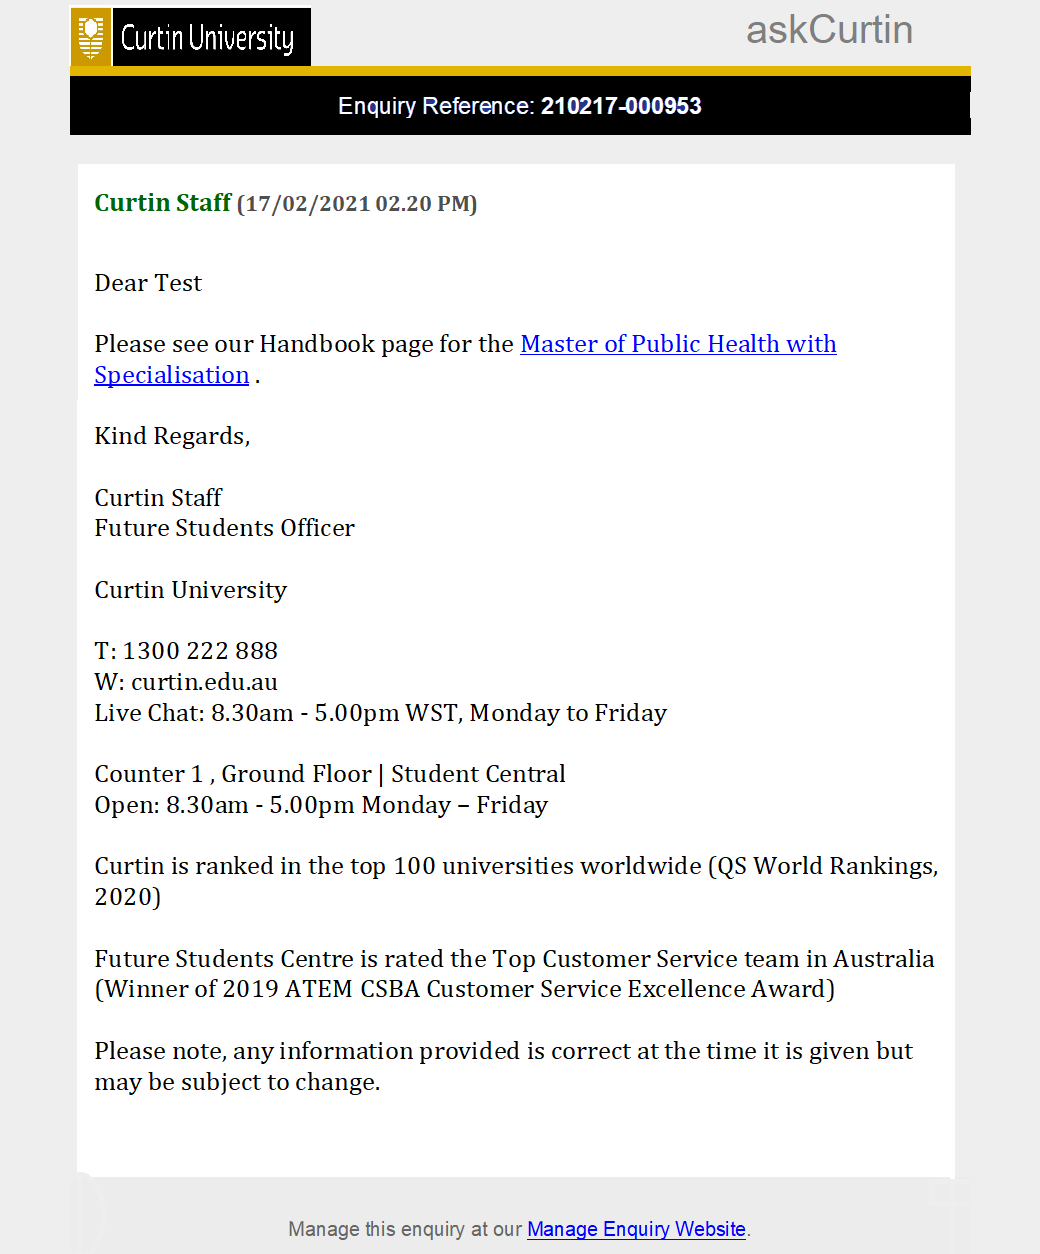 Curtin University
askCurtin
Enquiry Reference: 210217-000953
Curtin Staff (17/02/2021 02.20 PM)
Dear Test
Please see our Handbook page for the Master of Public Health with
Specialisation .
Kind Regards,
Curtin Staff
Future Students Officer
Curtin University
T: 1300 222 888
W: curtin.edu.au
Live Chat: 8.30am - 5.00pm WST, Monday to Friday
Counter 1 , Ground Floor | Student Central
Open: 8.30am - 5.00pm Monday – Friday
Curtin is ranked in the top 100 universities worldwide (QS World Rankings,
2020)
Future Students Centre is rated the Top Customer Service team in Australia
(Winner of 2019 ATEM CSBA Customer Service Excellence Award)
Please note, any information provided is correct at the time it is given but
may be subject to change.
Manage this enquiry at our Manage Enquiry Website.